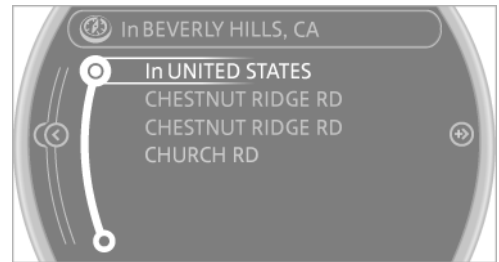 In BEVERLY HILLS, CA
In UNITED STATES
CHESTNUT RIDGE RD
CHESTNUT RIDGE RD
CHURCH RD